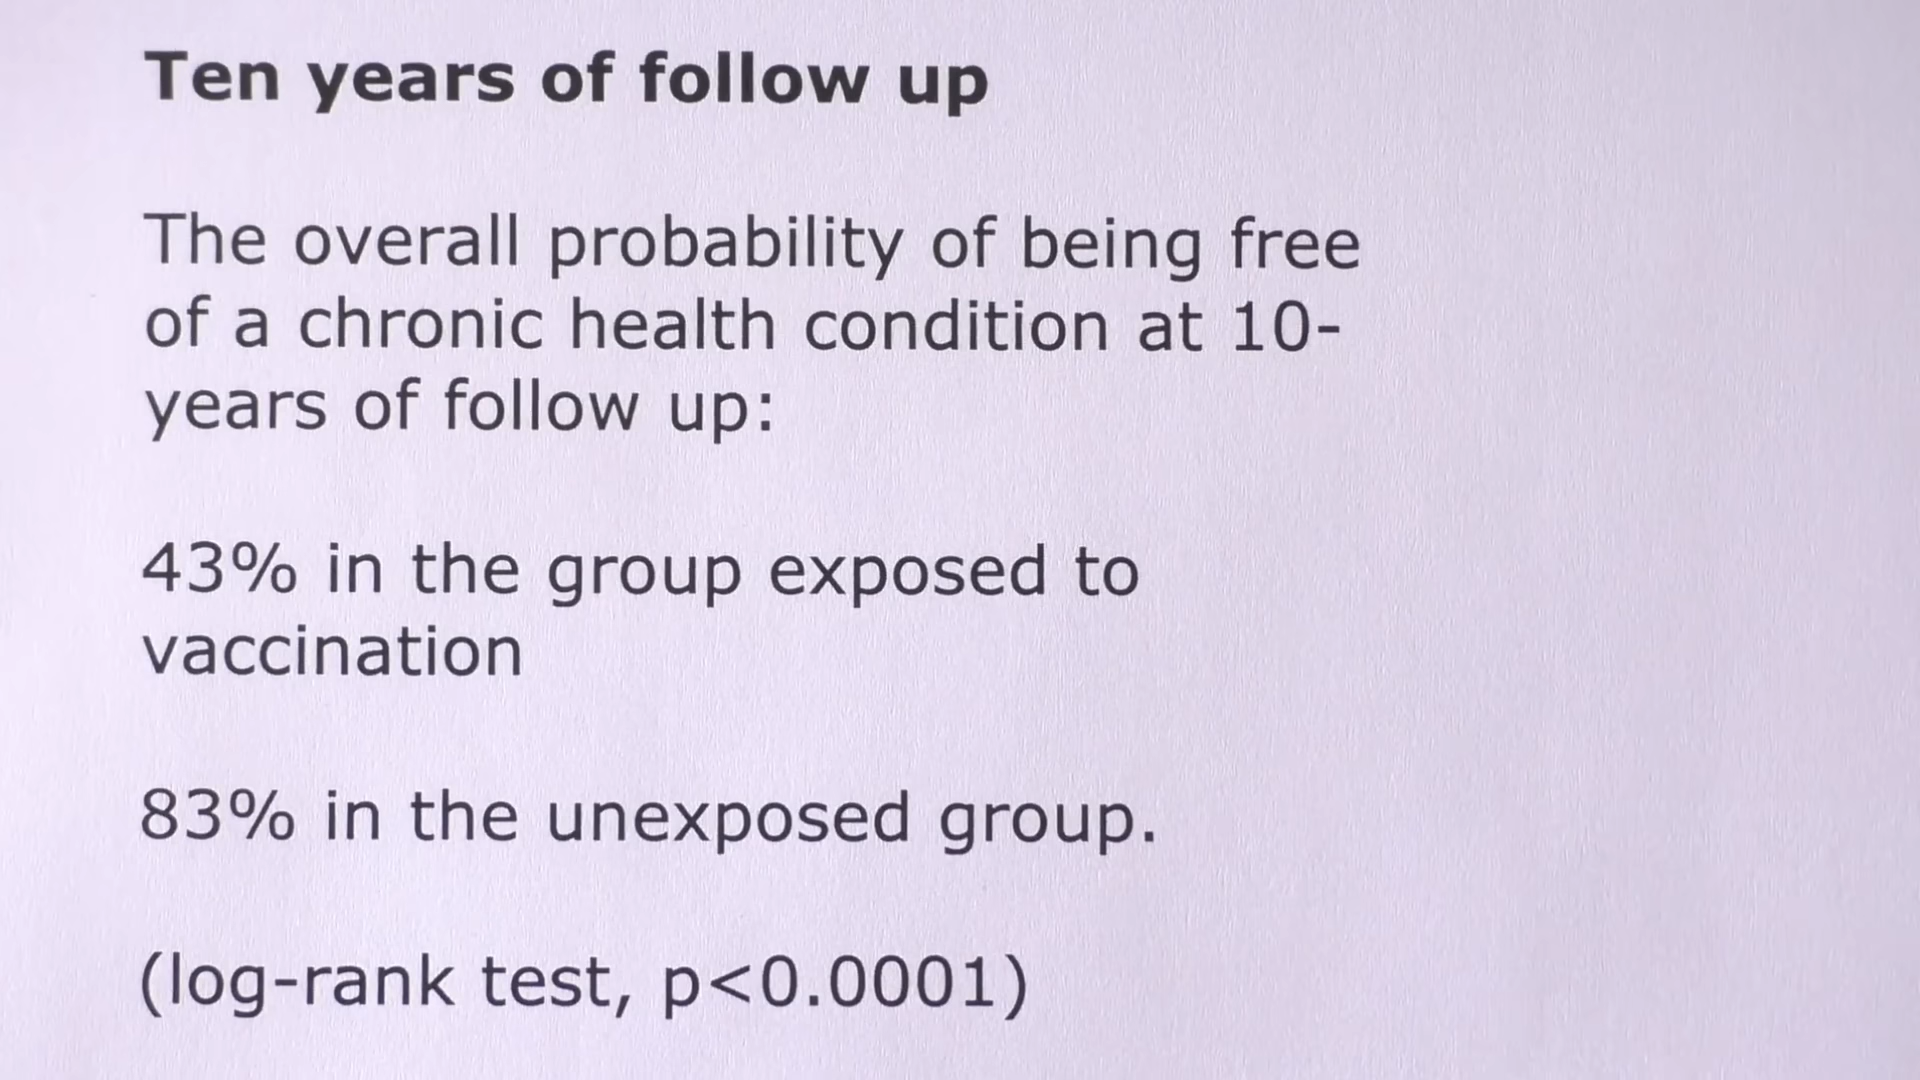 Ten years of follow up
The overall probability of being free
of a chronic health condition at 10-
years of follow up:
43% in the group exposed to
vaccination
83% in the unexposed group.
(log-rank test, p<0.0001)